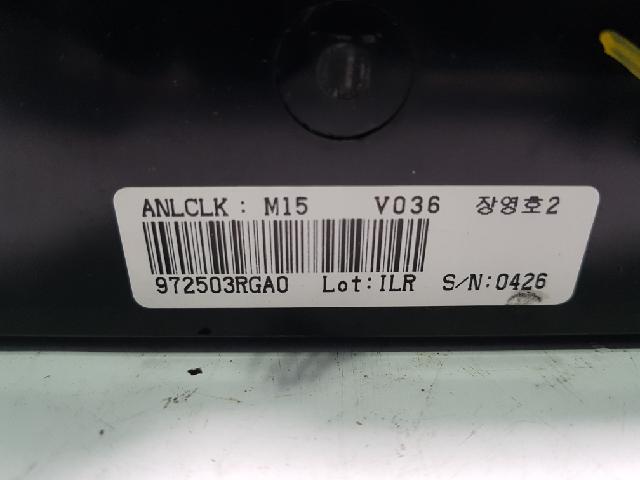 ANLCLK : M15 V036 장영호2
972503RGA0 Lot:ILR S/N:0426